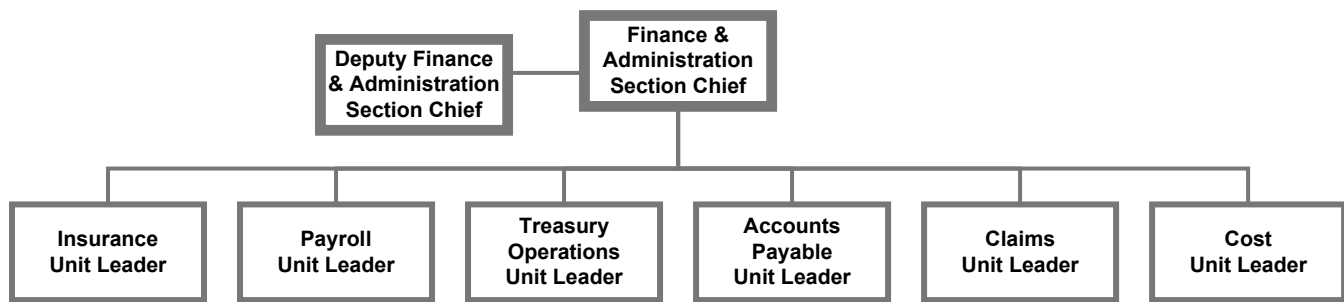 Deputy Finance
& Administration
Section Chief
Finance &
Administration
Section Chief
Insurance
Unit Leader
Payroll
Unit Leader
Treasury
Operations
Unit Leader
Accounts
Payable
Unit Leader
Claims
Unit Leader
Cost
Unit Leader